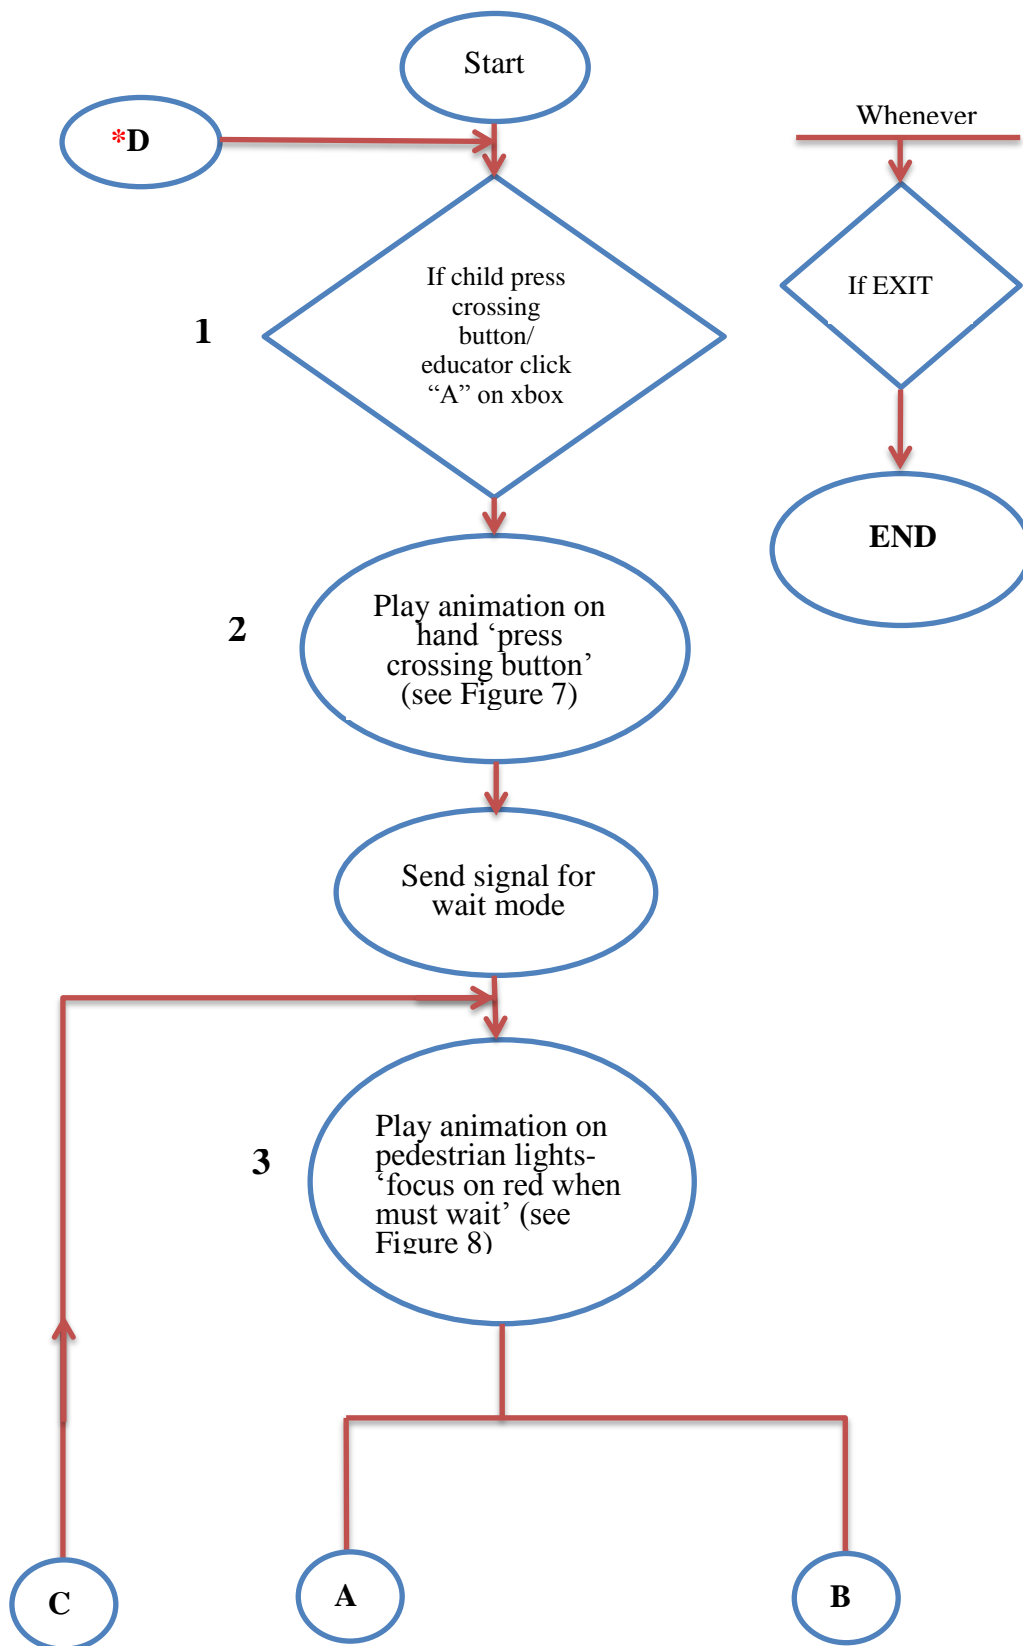 Start
*D
Whenever
1
If child press
crossing
button/
educator click
“A” on xbox
If EXIT
END
2
Play animation on
hand ‘press
crossing button’
(see Figure 7)
Send signal for
wait mode
3
Play animation on
pedestrian lights-
‘focus on red when
must wait’ (see
Figure 8)
C
A
B